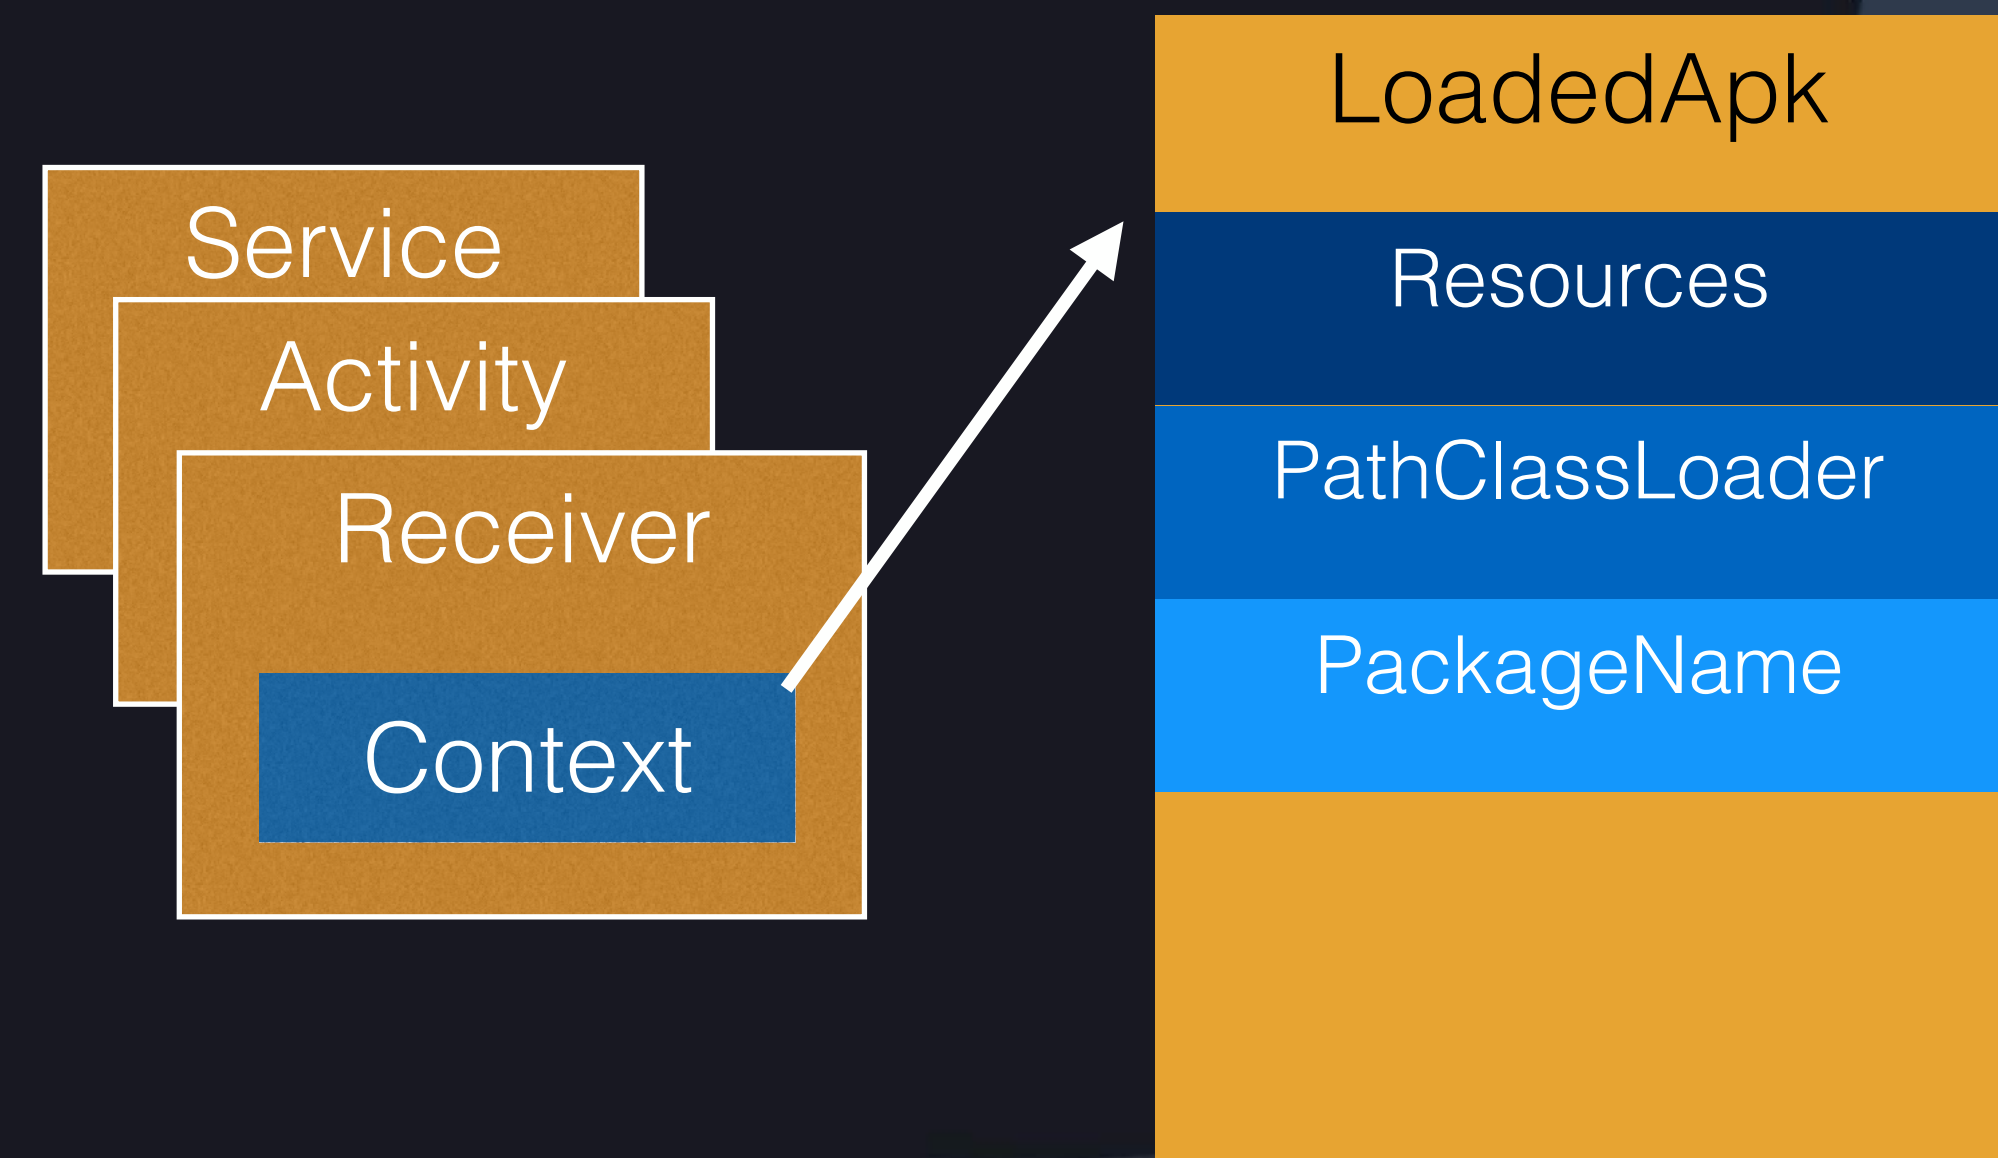 Service
Activity
Receiver
Context
LoadedApk
Resources
PathClassLoader
PackageName